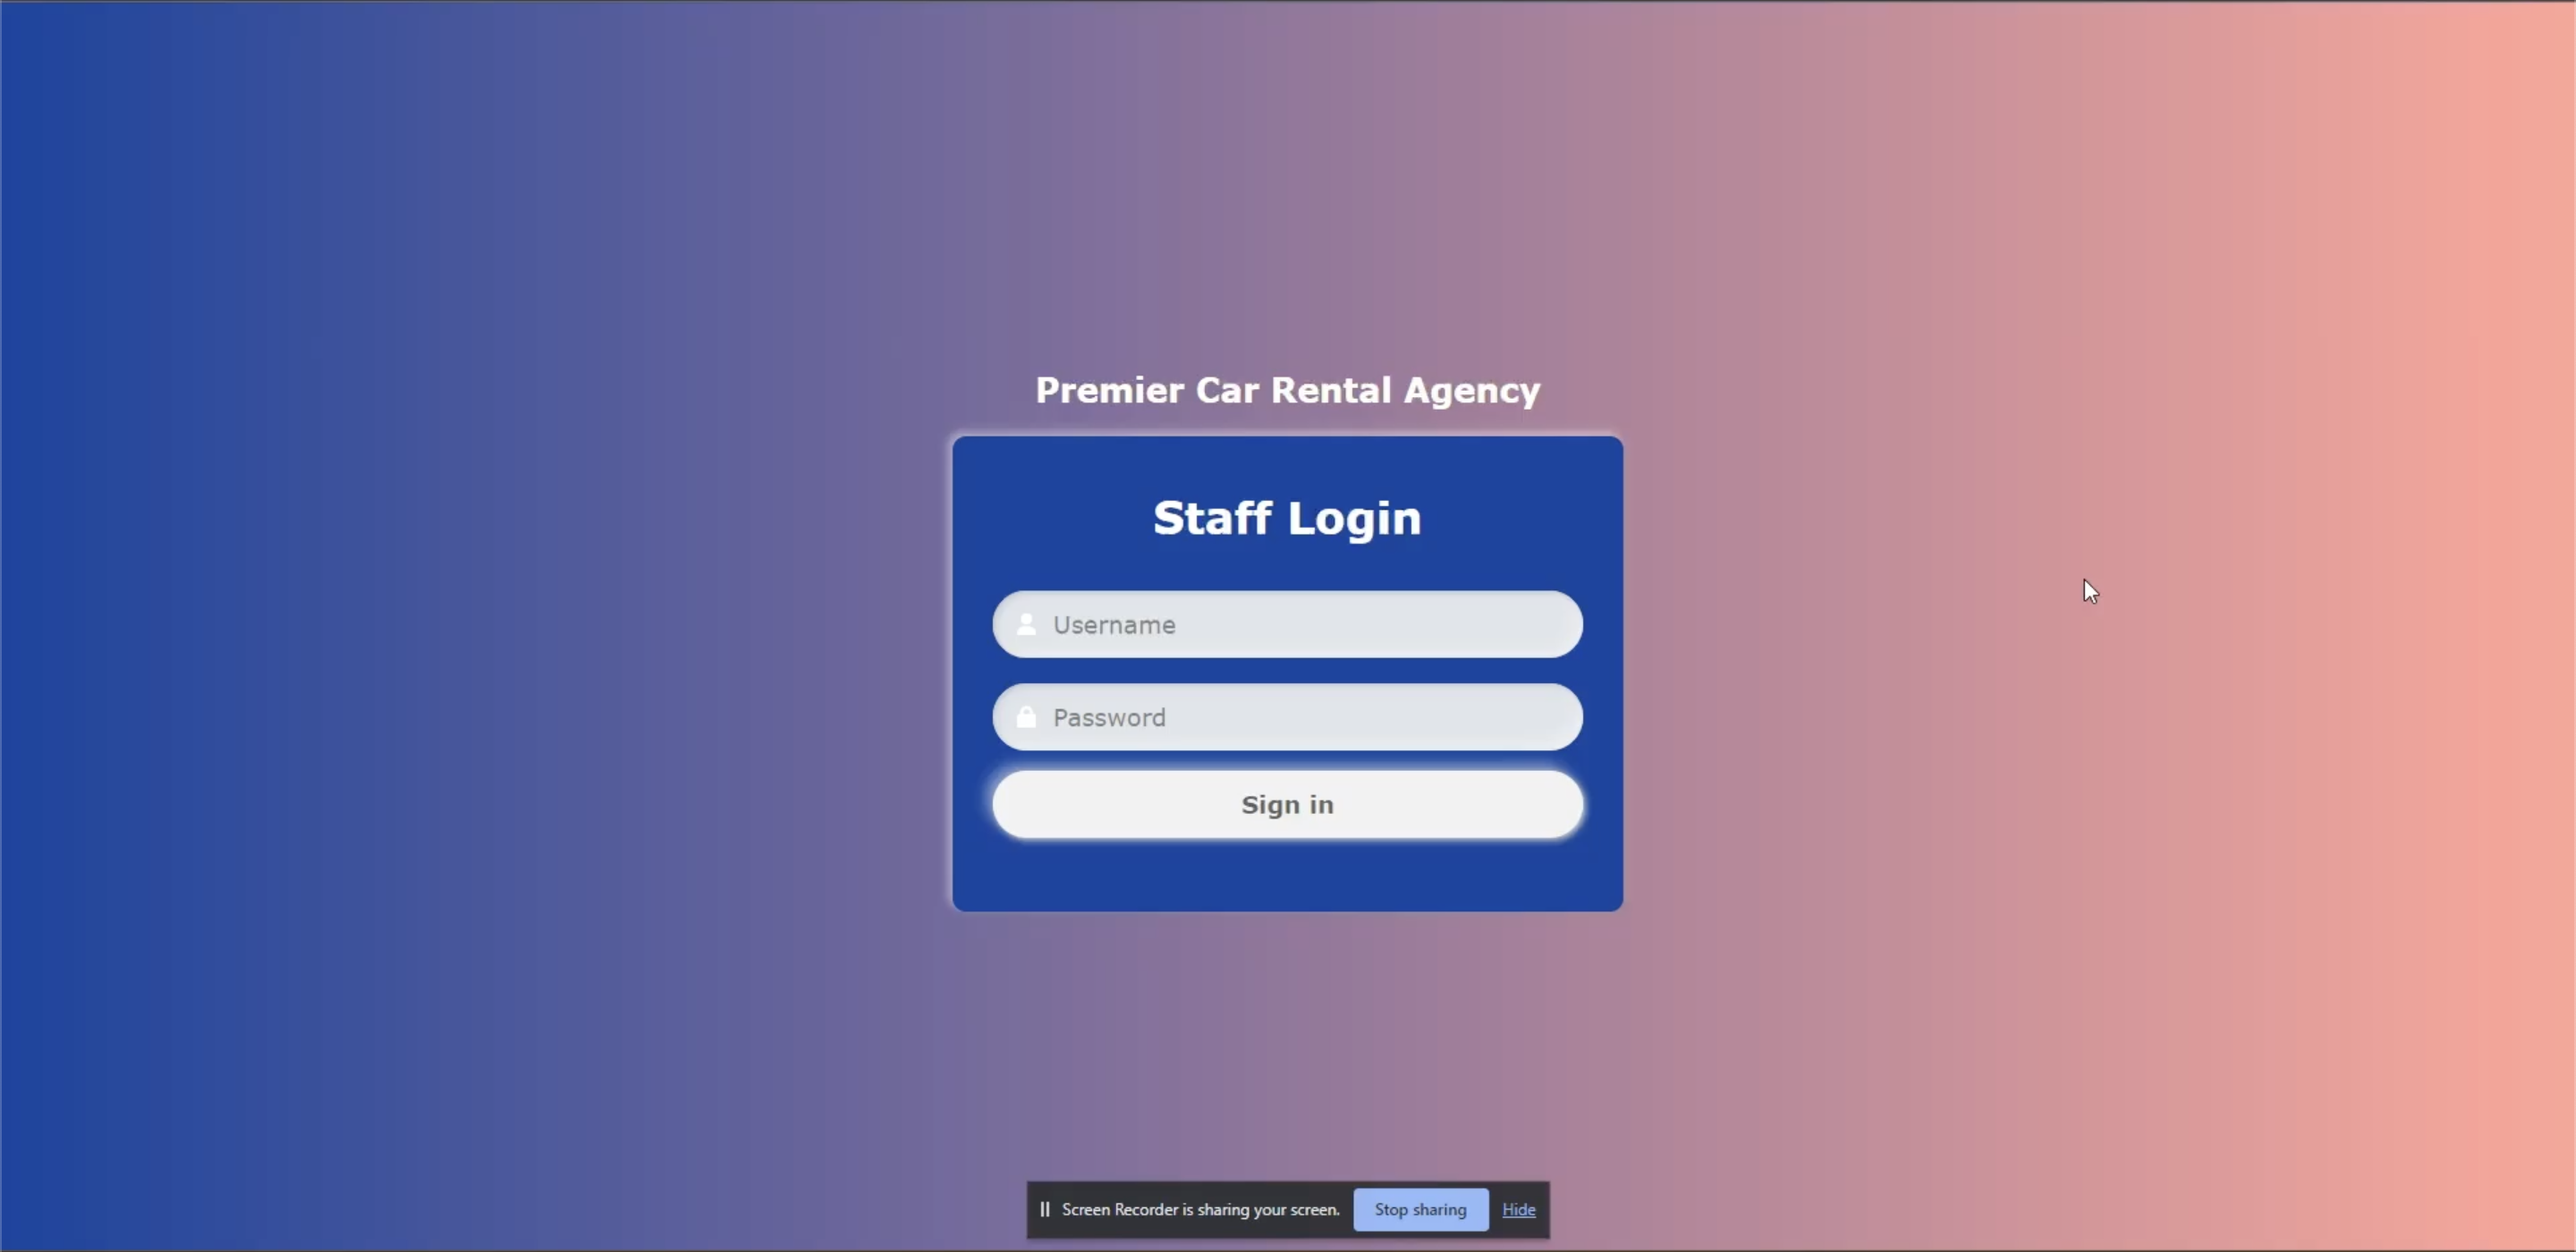 Premier Car Rental Agency
Staff Login
Username
Password
Sign in
Screen Recorder is sharing your screen. Stop sharing Hide